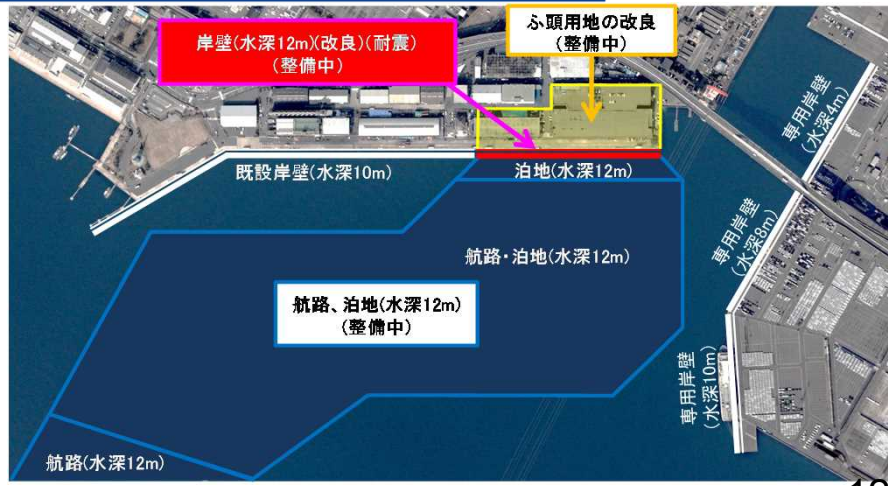 岸壁(水深12m)(改良)(耐震)
(整備中)
ふ頭用地の改良
(整備中)
専用岸壁
(水深4m)
既設岸壁(水深10m)
泊地(水深12m)
専用岸壁
(水深8m)
航路・泊地(水深12m)
航路、泊地(水深12m)
(整備中)
専用岸壁
(水深10m)
航路(水深12m)